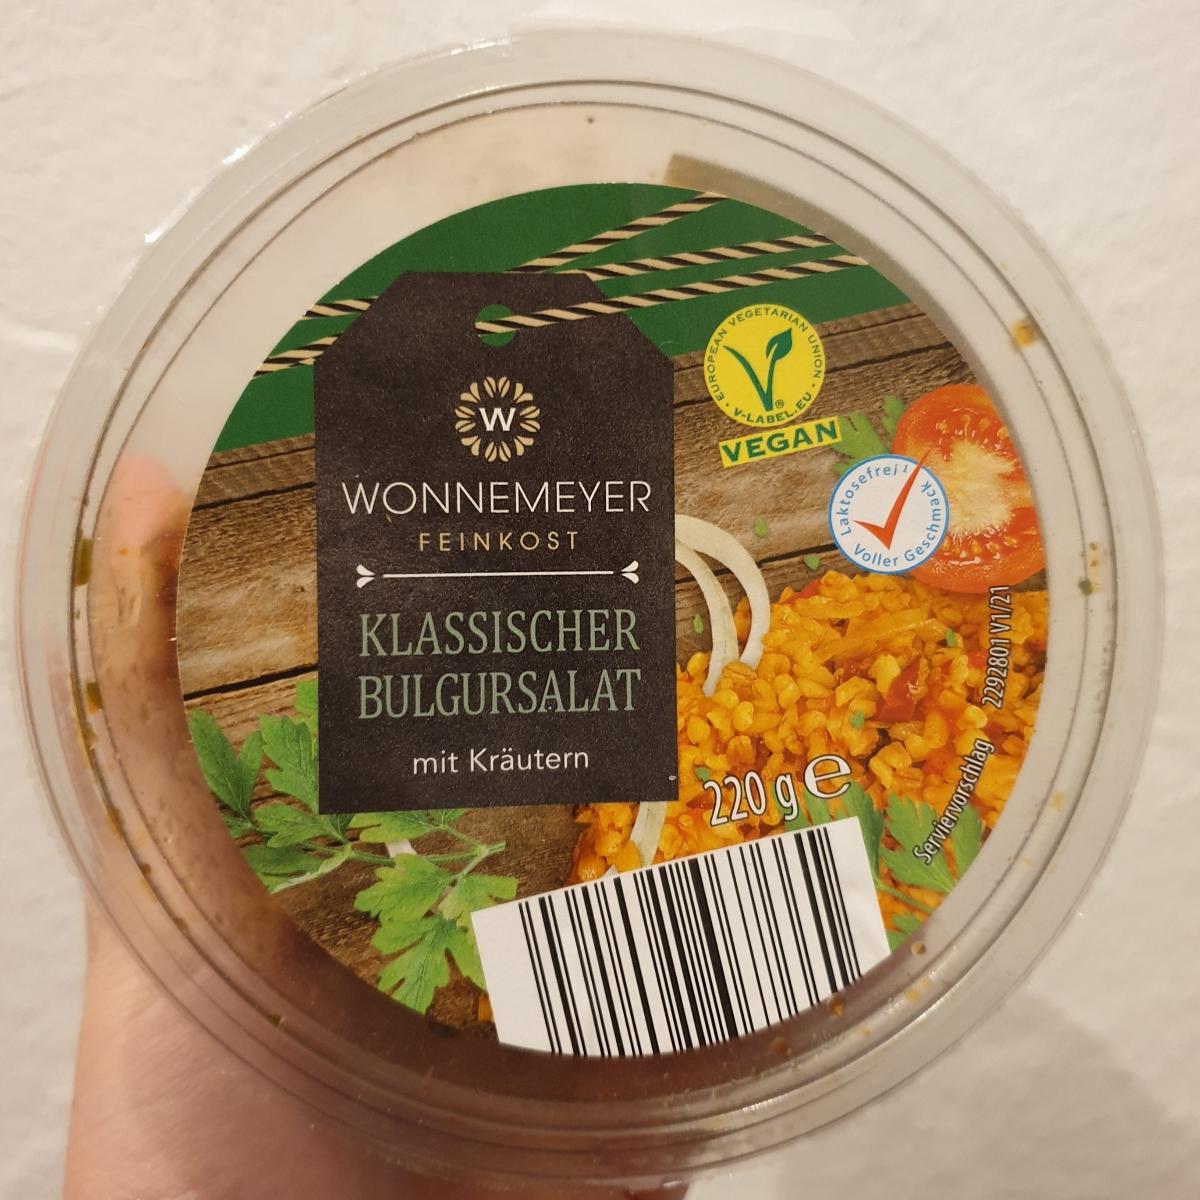 W
WONNEMEYER
FEINKOST
KLASSISCHER
BULGURSALAT
mit Kräutern
EUROPEAN VEGETARIAN UNION
V-LABEL.EU
®
VEGAN
Laktosefrei¹
Voller Geschmack
220 g ℮
Serviervorschlag
2292801 V1/21